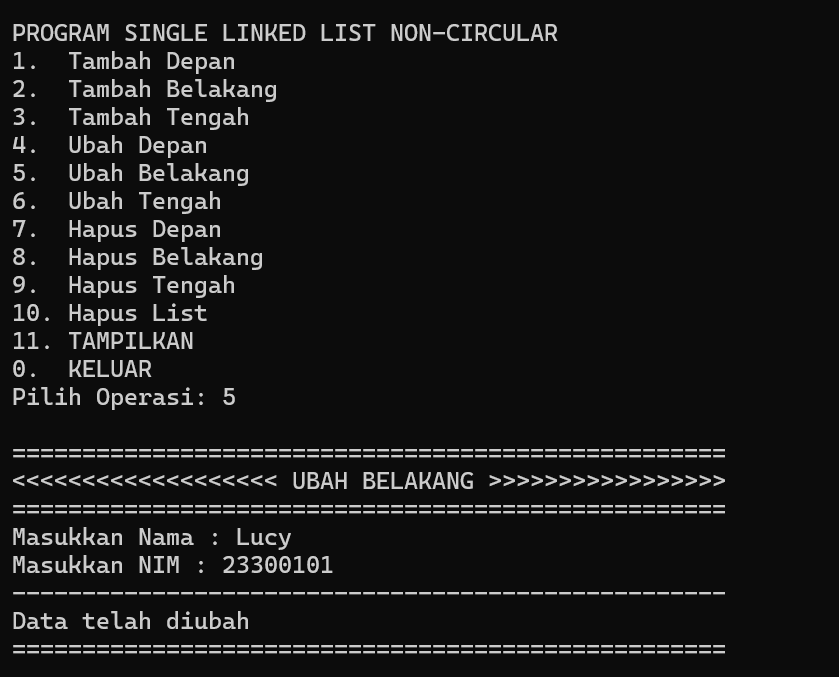 PROGRAM SINGLE LINKED LIST NON-CIRCULAR
1.  Tambah Depan
2.  Tambah Belakang
3.  Tambah Tengah
4.  Ubah Depan
5.  Ubah Belakang
6.  Ubah Tengah
7.  Hapus Depan
8.  Hapus Belakang
9.  Hapus Tengah
10. Hapus List
11. TAMPILKAN
0.  KELUAR
Pilih Operasi: 5

===================================================
<<<<<<<<<<<<<<<<<<< UBAH BELAKANG >>>>>>>>>>>>>>>>>
===================================================
Masukkan Nama : Lucy
Masukkan NIM : 23300101
---------------------------------------------------
Data telah diubah
===================================================